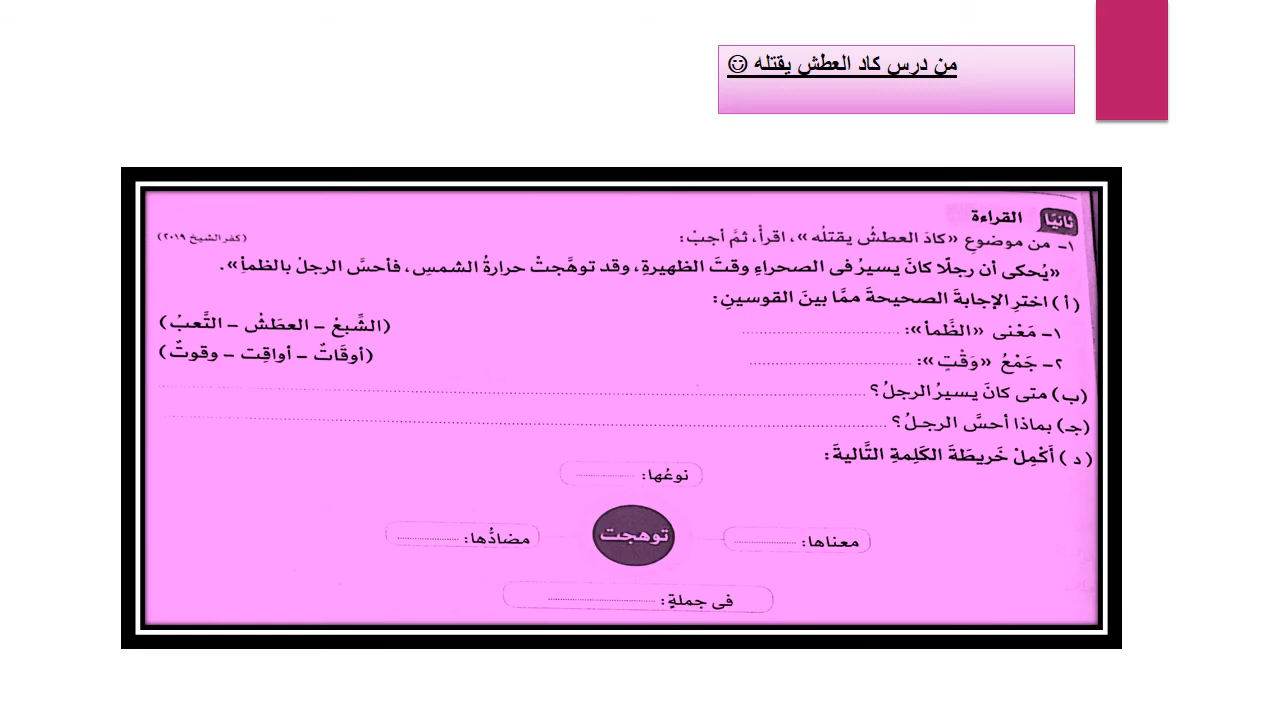 من درس كاد العطش يقتله ☺
ثانيًا القراءة
١- من موضوعِ «كادَ العطشُ يقتلُه»، اقرأْ، ثمَّ أجبْ: (كفر الشيخ ٢٠١٩)
«يُحكى أن رجلًا كانَ يسيرُ فى الصحراءِ وقتَ الظهيرةِ، وقد توهَّجتْ حرارةُ الشمسِ، فأحسَّ الرجلُ بالظمأِ».
(أ) اخترِ الإجابةَ الصحيحةَ ممَّا بينَ القوسينِ:
١- مَعْنى «الظَّمأ»: .................... (الشِّبعُ – العطَشُ – التَّعبُ)
٢- جَمْعُ «وَقْتٍ»: .................... (أوقَاتٌ – أواقِت – وقوتٌ)
(ب) متى كانَ يسيرُ الرجلُ؟ ....................
(جـ) بماذا أحسَّ الرجـلُ؟ ....................
(د) أَكْمِلْ خَريطَةَ الكَلِمةِ التَّاليةَ:
نوعُها: ....................
معناها: ....................
توهجت
مضادُّها: ....................
فى جملةٍ: ....................